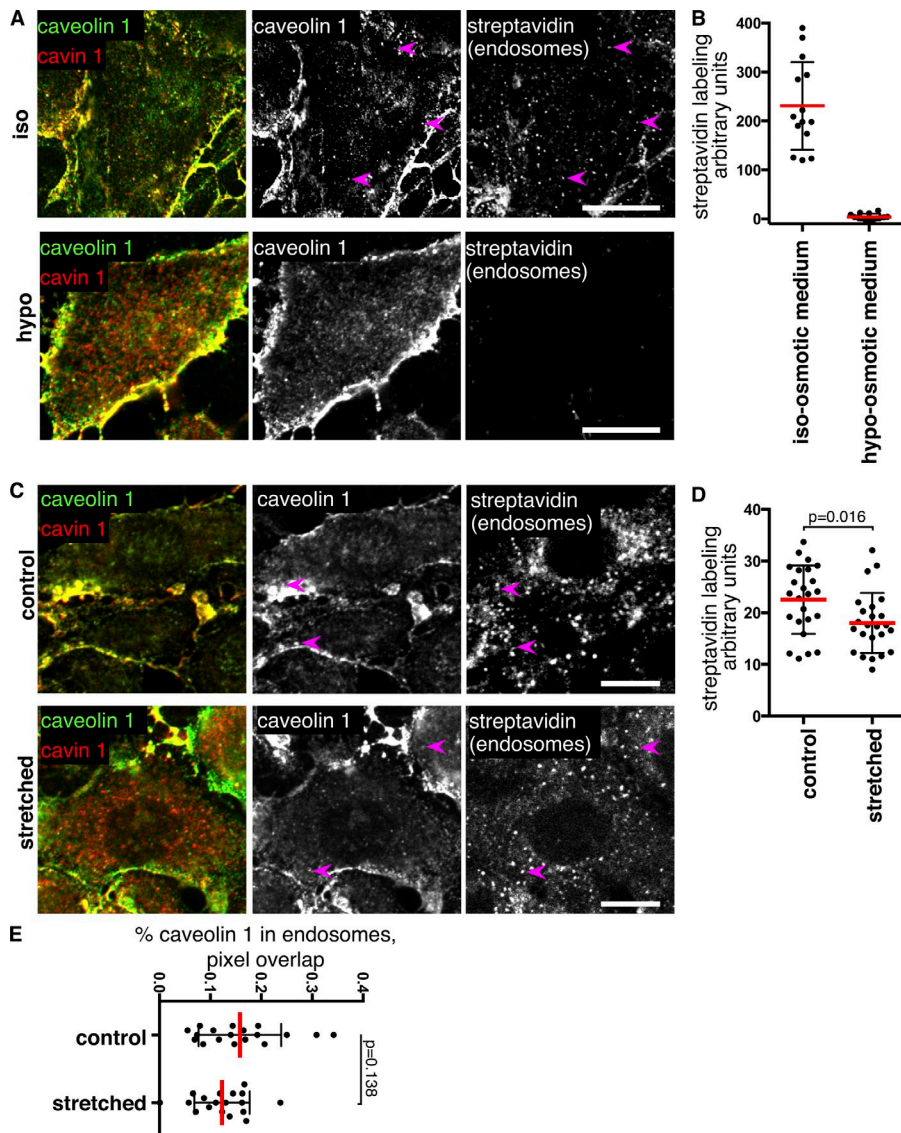 A
caveolin 1
cavin 1
caveolin 1
streptavidin
(endosomes)
iso
caveolin 1
cavin 1
caveolin 1
streptavidin
(endosomes)
hypo
B
streptavidin labeling
arbitrary units
400
300
200
100
0
iso-osmotic medium
hypo-osmotic medium
C
caveolin 1
cavin 1
caveolin 1
streptavidin
(endosomes)
control
caveolin 1
cavin 1
caveolin 1
streptavidin
(endosomes)
stretched
D
streptavidin labeling
arbitrary units
40
30
20
10
0
p=0.016
control
stretched
E
% caveolin 1 in endosomes,
pixel overlap
0.0
0.1
0.2
0.3
0.4
control
stretched
p=0.138